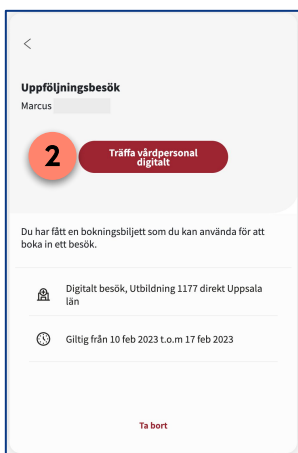 Uppföljningsbesök
Marcus
2
Träffa vårdpersonal
digitalt
Du har fått en bokningsbiljett som du kan använda för att
boka in ett besök.
Digitalt besök, Utbildning 1177 direkt Uppsala
län
Giltig från 10 feb 2023 t.o.m 17 feb 2023
Ta bort